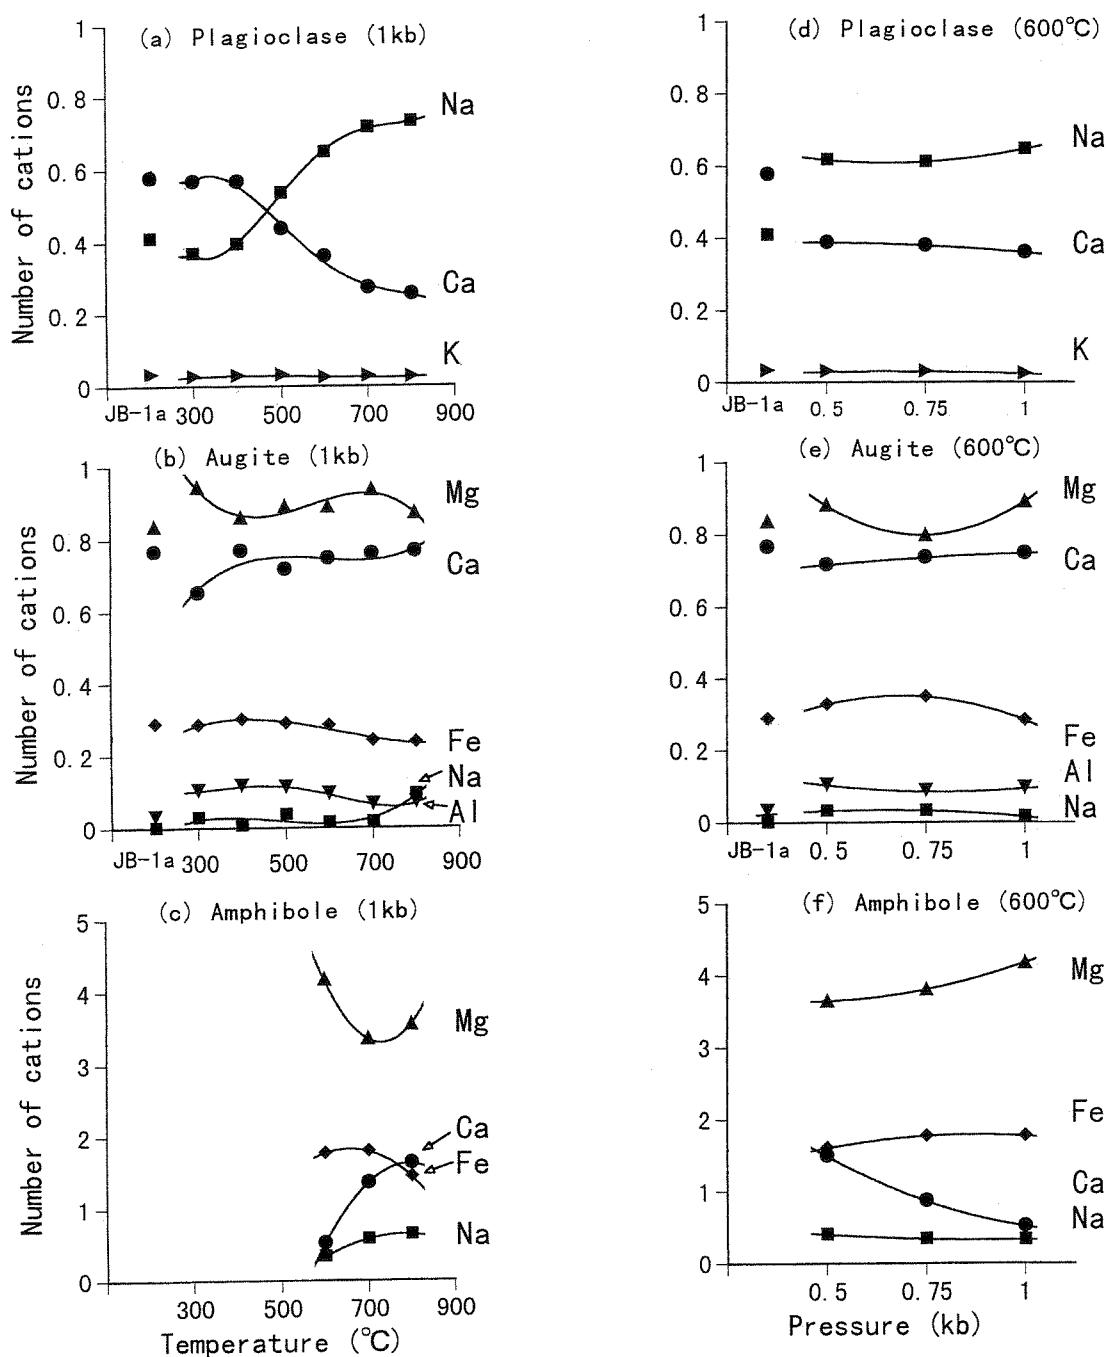 (a) Plagioclase (1kb)
Number of cations
1
0.8
0.6
0.4
0.2
0
Na
Ca
K
JB-1a 300 500 700 900
(d) Plagioclase (600℃)
1
0.8
0.6
0.4
0.2
0
Na
Ca
K
JB-1a 0.5 0.75 1
(b) Augite (1kb)
Number of cations
1
0.8
0.6
0.4
0.2
0
Mg
Ca
Fe
Na
Al
JB-1a 300 500 700 900
(e) Augite (600℃)
1
0.8
0.6
0.4
0.2
0
Mg
Ca
Fe
Al
Na
JB-1a 0.5 0.75 1
(c) Amphibole (1kb)
Number of cations
5
4
3
2
1
0
Mg
Ca
Fe
Na
300 500 700 900
Temperature (℃)
(f) Amphibole (600℃)
5
4
3
2
1
0
Mg
Fe
Ca
Na
0.5 0.75 1
Pressure (kb)